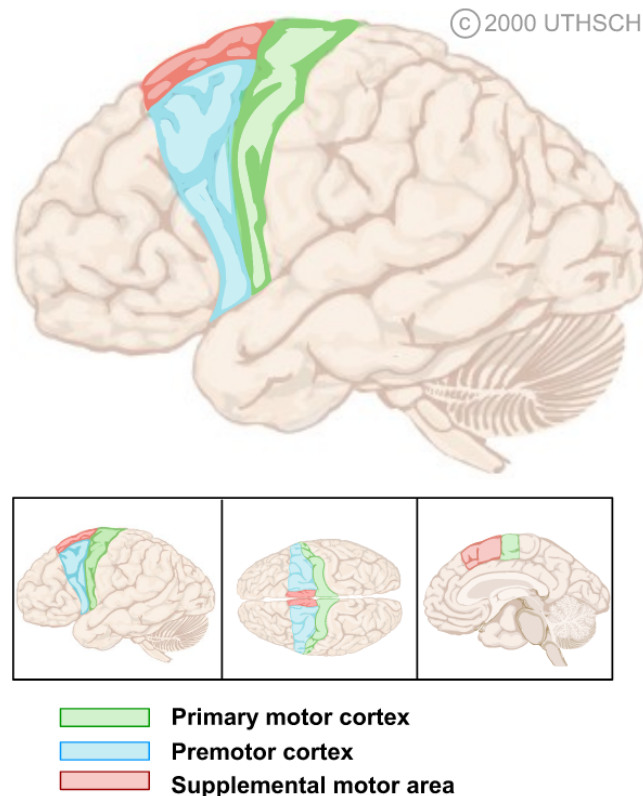 © 2000 UTHSCH
Primary motor cortex
Premotor cortex
Supplemental motor area